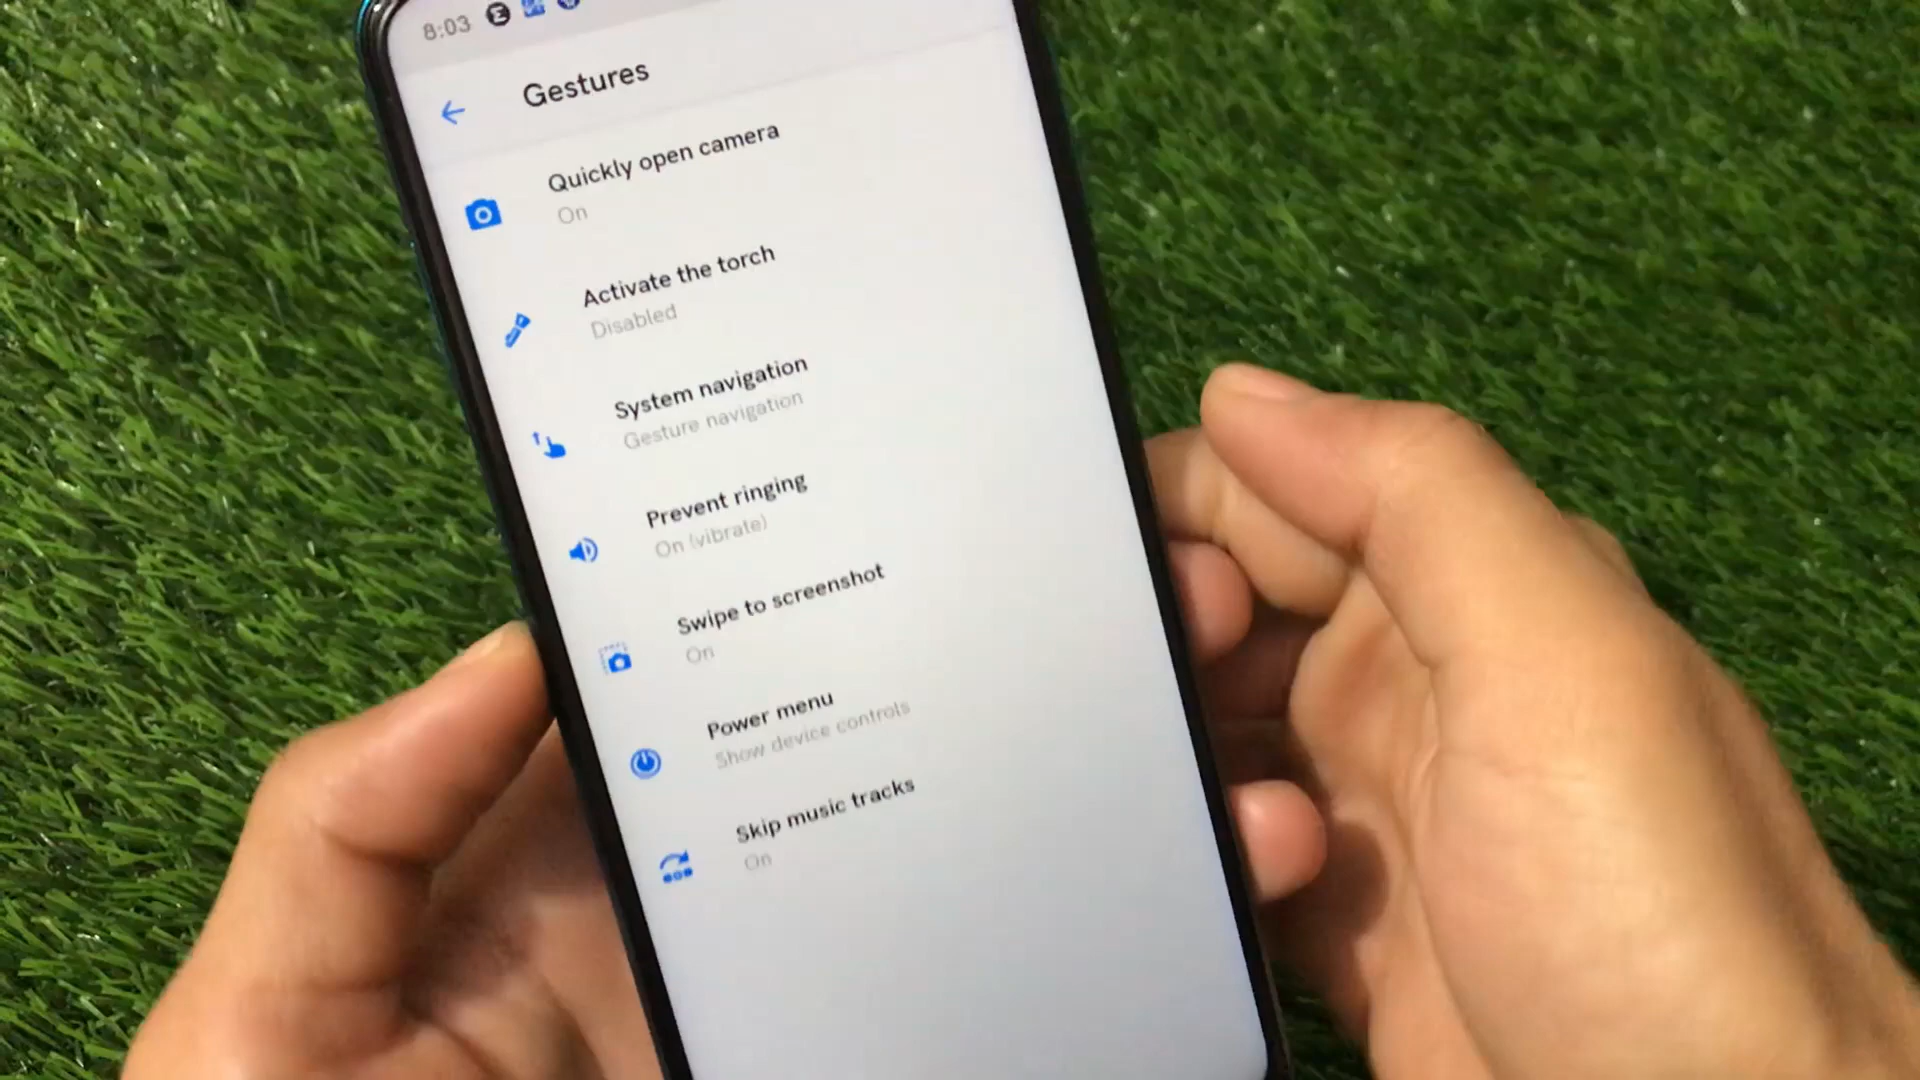 8:03
Gestures
Quickly open camera
On
Activate the torch
Disabled
System navigation
Gesture navigation
Prevent ringing
On (vibrate)
Swipe to screenshot
On
Power menu
Show device controls
Skip music tracks
On